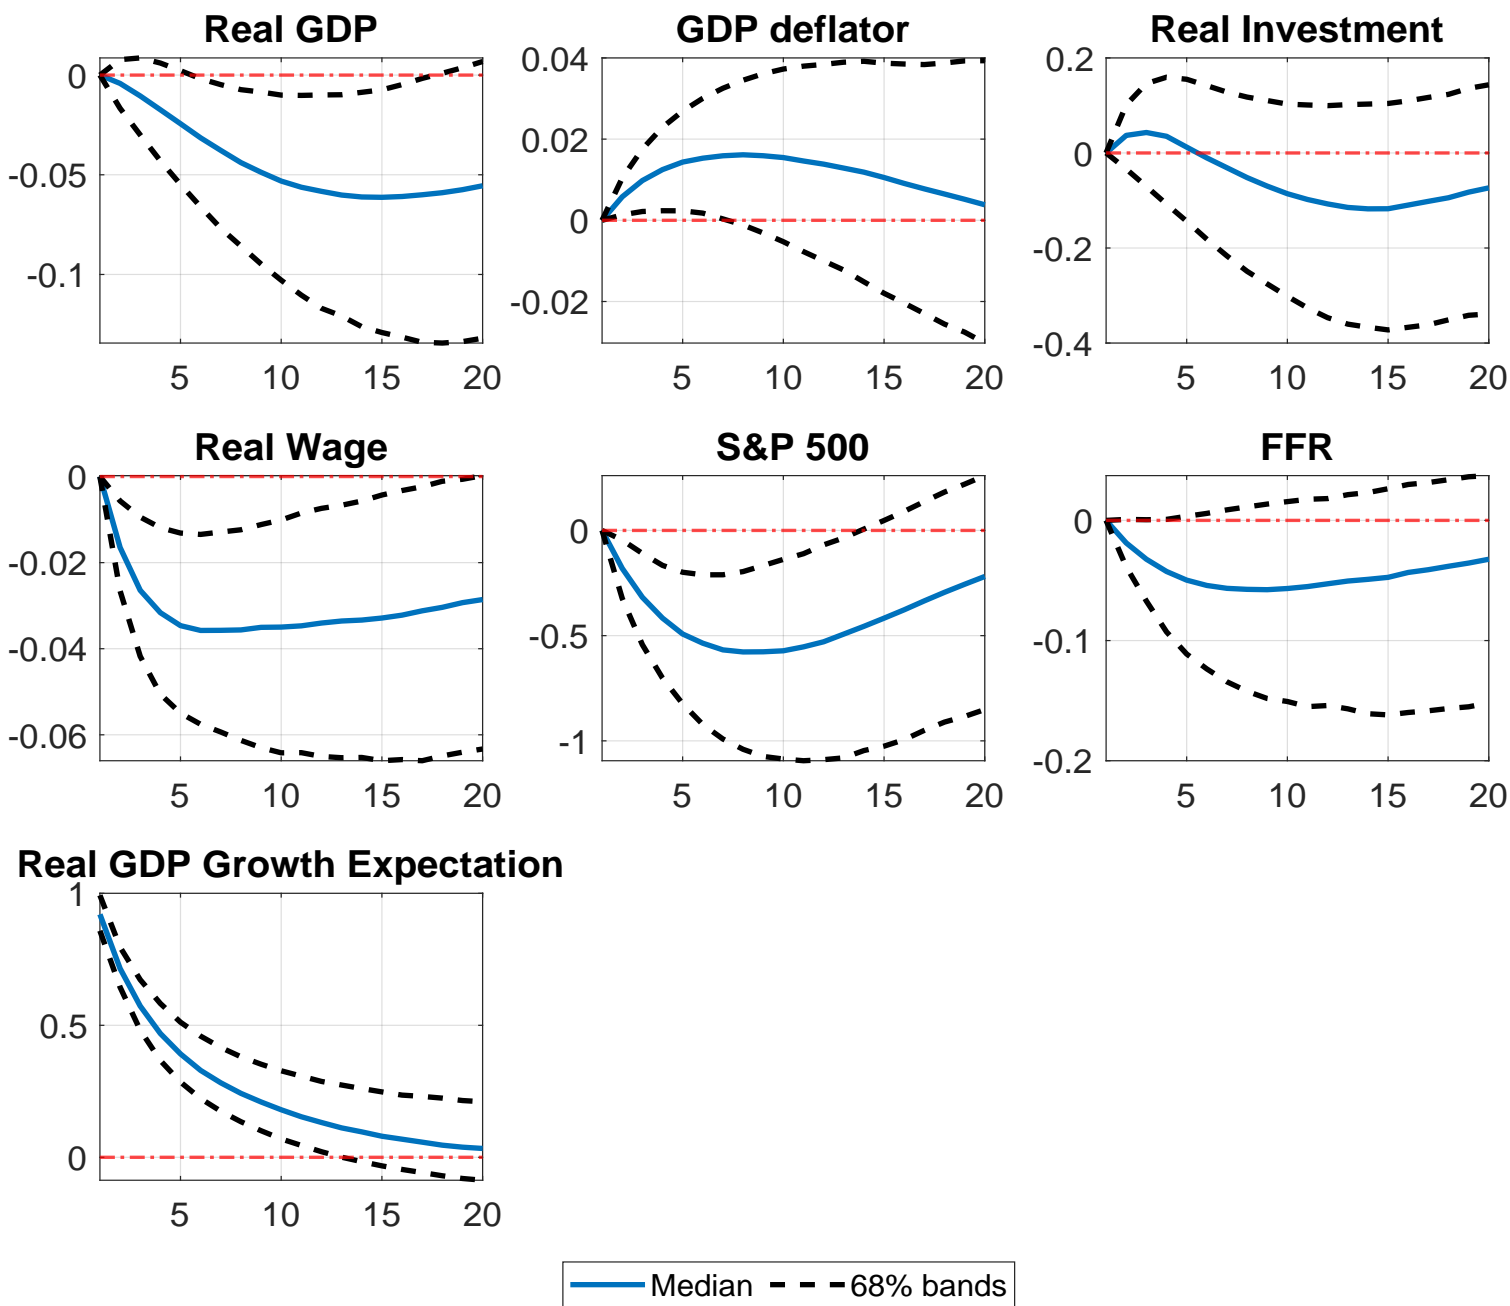 Real GDP
0
-0.05
-0.1
5 10 15 20
GDP deflator
0.04
0.02
0
-0.02
5 10 15 20
Real Investment
0.2
0
-0.2
-0.4
5 10 15 20
Real Wage
0
-0.02
-0.04
-0.06
5 10 15 20
S&P 500
0
-0.5
-1
5 10 15 20
FFR
0
-0.1
-0.2
5 10 15 20
Real GDP Growth Expectation
1
0.5
0
5 10 15 20
Median 68% bands